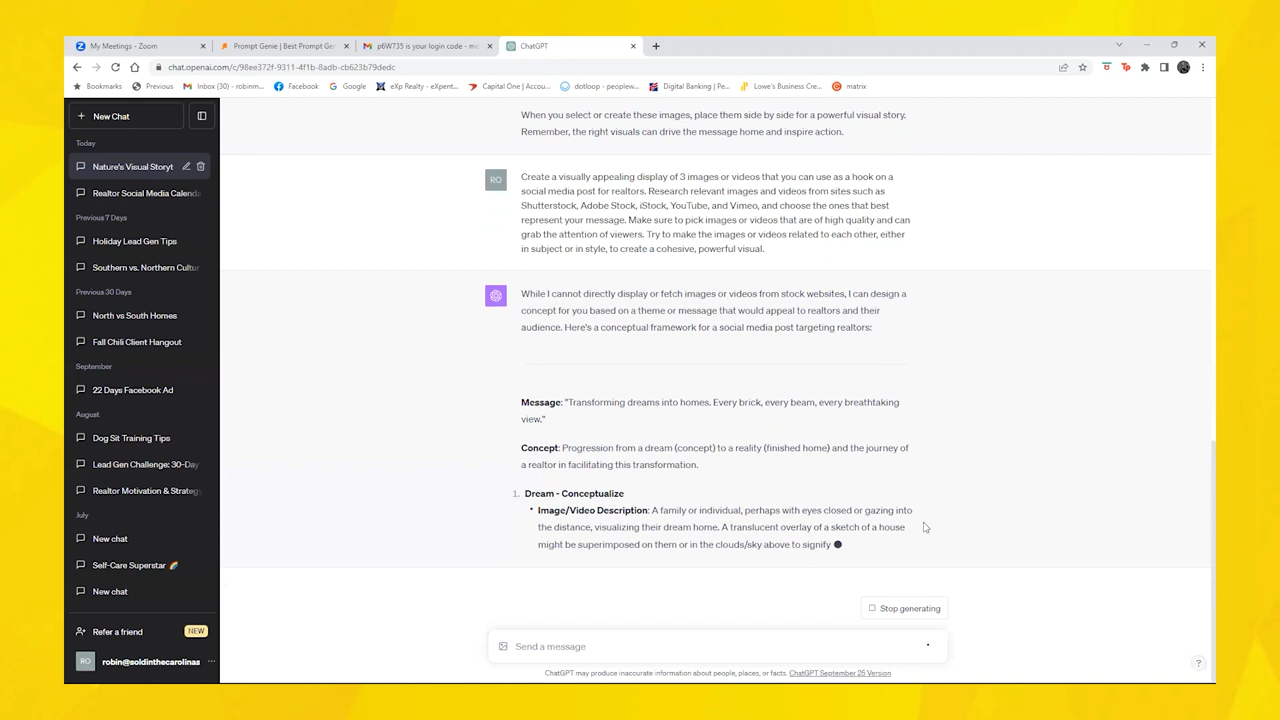 My Meetings - Zoom
Prompt Genie | Best Prompt Ge
p6W735 is your login code - me
ChatGPT
chat.openai.com/c/98ee372f-9311-4f1b-8adb-cb623b79dedc
Bookmarks
Previous
Inbox (30) - robinm...
Facebook
Google
eXp Realty - eXpent...
Capital One | Accou...
dotloop - peoplew...
Digital Banking | Pe...
Lowe's Business Cre...
matrix
New Chat
Today
Nature's Visual Storyt
Realtor Social Media Calenda
Previous 7 Days
Holiday Lead Gen Tips
Southern vs. Northern Cultur
Previous 30 Days
North vs South Homes
Fall Chili Client Hangout
September
22 Days Facebook Ad
August
Dog Sit Training Tips
Lead Gen Challenge: 30-Day
Realtor Motivation & Strateg
July
New chat
Self-Care Superstar 🌈
New chat
Refer a friend
NEW
RO
robin@soldinthecarolinas
When you select or create these images, place them side by side for a powerful visual story.
Remember, the right visuals can drive the message home and inspire action.
RO
Create a visually appealing display of 3 images or videos that you can use as a hook on a
social media post for realtors. Research relevant images and videos from sites such as
Shutterstock, Adobe Stock, iStock, YouTube, and Vimeo, and choose the ones that best
represent your message. Make sure to pick images or videos that are of high quality and can
grab the attention of viewers. Try to make the images or videos related to each other, either
in subject or in style, to create a cohesive, powerful visual.
While I cannot directly display or fetch images or videos from stock websites, I can design a
concept for you based on a theme or message that would appeal to realtors and their
audience. Here's a conceptual framework for a social media post targeting realtors:
Message: "Transforming dreams into homes. Every brick, every beam, every breathtaking
view."
Concept: Progression from a dream (concept) to a reality (finished home) and the journey of
a realtor in facilitating this transformation.
1. Dream - Conceptualize
• Image/Video Description: A family or individual, perhaps with eyes closed or gazing into
the distance, visualizing their dream home. A translucent overlay of a sketch of a house
might be superimposed on them or in the clouds/sky above to signify
Stop generating
Send a message
ChatGPT may produce inaccurate information about people, places, or facts. ChatGPT September 25 Version
?